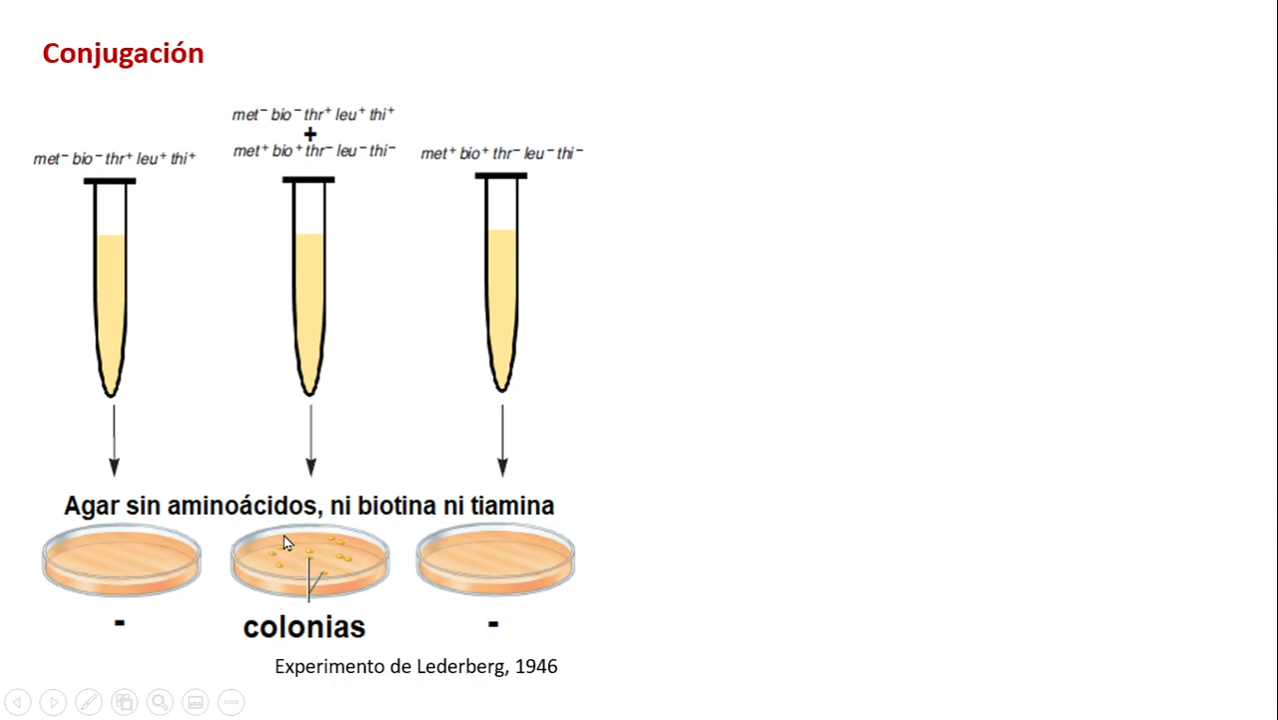 Conjugación
met⁻ bio⁻ thr⁺ leu⁺ thi⁺
+
met⁺ bio⁺ thr⁻ leu⁻ thi⁻
met⁻ bio⁻ thr⁺ leu⁺ thi⁺
met⁺ bio⁺ thr⁻ leu⁻ thi⁻
Agar sin aminoácidos, ni biotina ni tiamina
-
colonias
-
Experimento de Lederberg, 1946